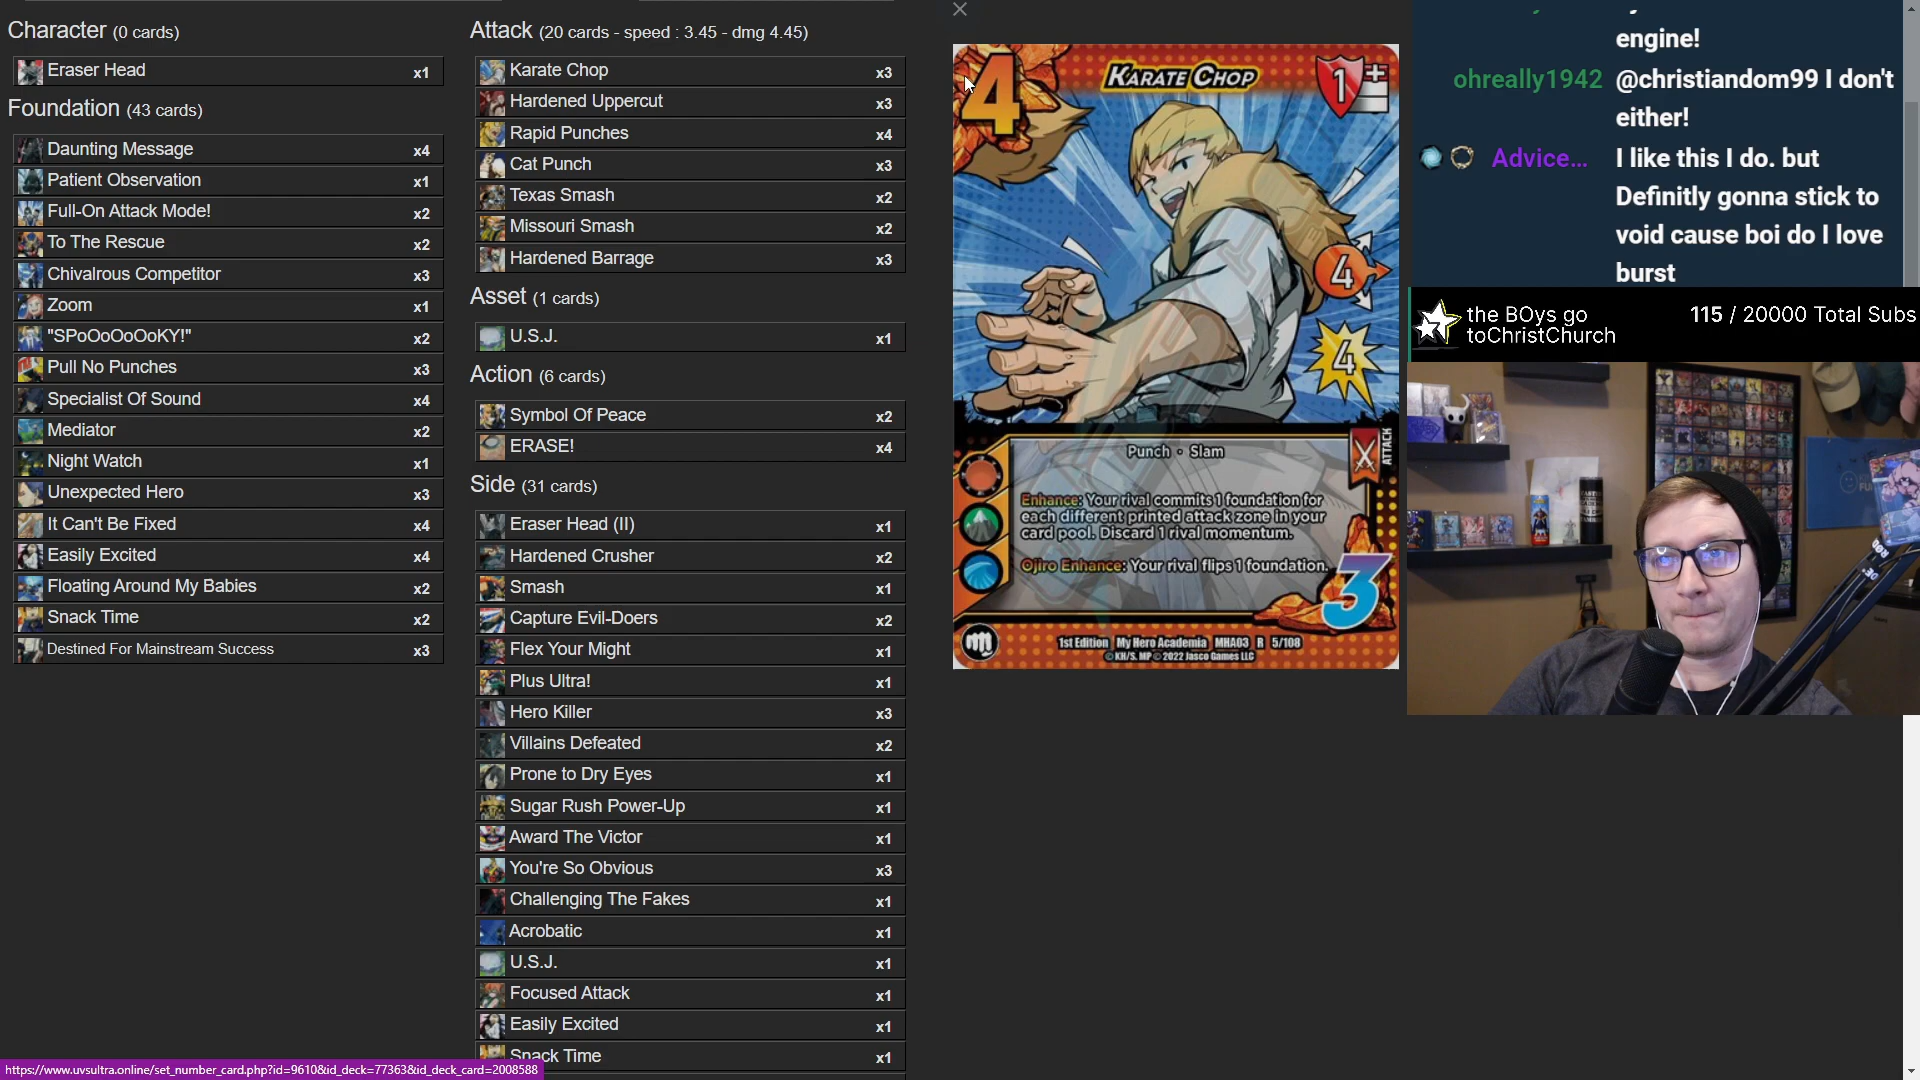 Character (0 cards)
Eraser Head x1
Foundation (43 cards)
Daunting Message x4
Patient Observation x1
Full-On Attack Mode! x2
To The Rescue x2
Chivalrous Competitor x3
Zoom x1
"SPoOoOoOoKY!" x2
Pull No Punches x3
Specialist Of Sound x4
Mediator x2
Night Watch x1
Unexpected Hero x3
It Can't Be Fixed x4
Easily Excited x4
Floating Around My Babies x2
Snack Time x2
Destined For Mainstream Success x3
Attack (20 cards - speed : 3.45 - dmg 4.45)
Karate Chop x3
Hardened Uppercut x3
Rapid Punches x4
Cat Punch x3
Texas Smash x2
Missouri Smash x2
Hardened Barrage x3
Asset (1 cards)
U.S.J. x1
Action (6 cards)
Symbol Of Peace x2
ERASE! x4
Side (31 cards)
Eraser Head (II) x1
Hardened Crusher x2
Smash x1
Capture Evil-Doers x2
Flex Your Might x1
Plus Ultra! x1
Hero Killer x3
Villains Defeated x2
Prone to Dry Eyes x1
Sugar Rush Power-Up x1
Award The Victor x1
You're So Obvious x3
Challenging The Fakes x1
Acrobatic x1
U.S.J. x1
Focused Attack x1
Easily Excited x1
Snack Time x1
https://www.uvsultra.online/set_number_card.php?id=9610&id_deck=77363&id_deck_card=2008588
4
KARATE CHOP
1+
4
4
ATTACK
Punch • Slam
Enhance: Your rival commits 1 foundation for
each different printed attack zone in your
card pool. Discard 1 rival momentum.
Ojiro Enhance: Your rival flips 1 foundation.
3
1st Edition My Hero Academia MHA03 R 5/108
© KH/S. MP © 2022 Jasco Games LLC
engine!
ohreally1942 @christiandom99 I don't
either!
Advice... I like this I do. but
Definitly gonna stick to
void cause boi do I love
burst
the BOys go
toChristChurch
115 / 20000 Total Subs